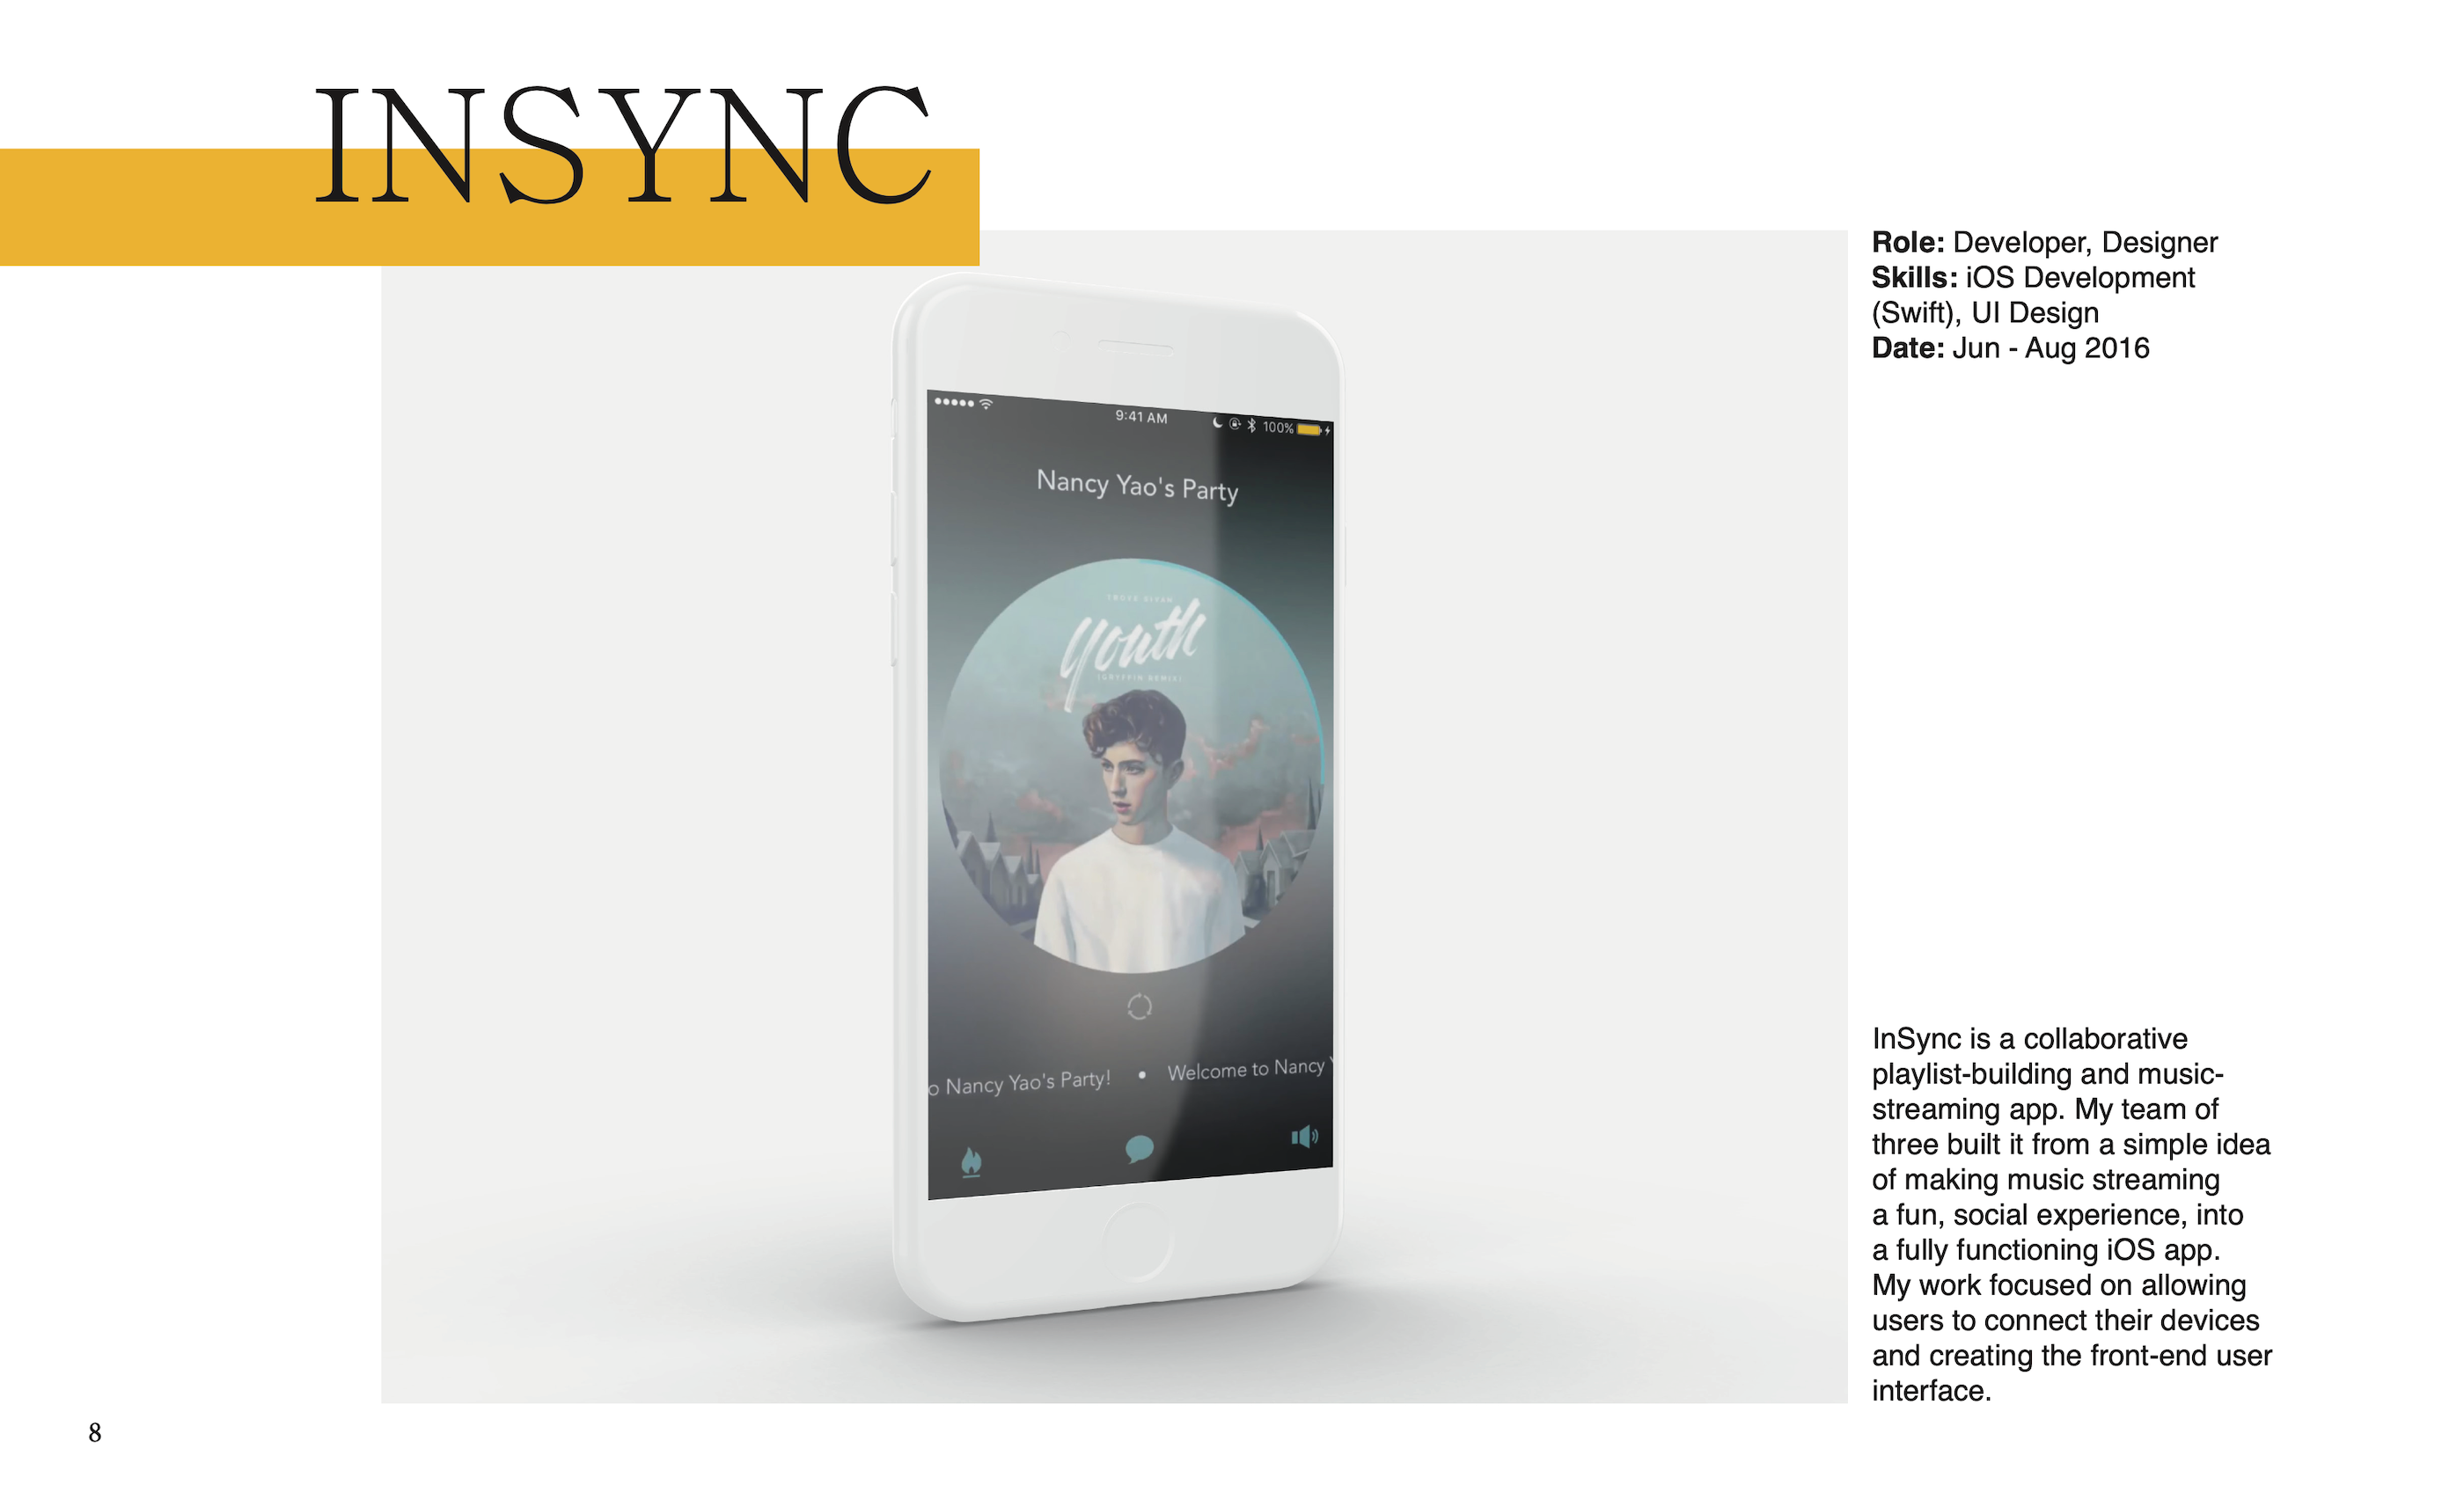 INSYNC
Role: Developer, Designer
Skills: iOS Development
(Swift), UI Design
Date: Jun - Aug 2016
9:41 AM
100%
Nancy Yao's Party
TROYE SIVAN
youth
(GRYFFIN REMIX)
o Nancy Yao's Party! • Welcome to Nancy Y
InSync is a collaborative
playlist-building and music-
streaming app. My team of
three built it from a simple idea
of making music streaming
a fun, social experience, into
a fully functioning iOS app.
My work focused on allowing
users to connect their devices
and creating the front-end user
interface.
8